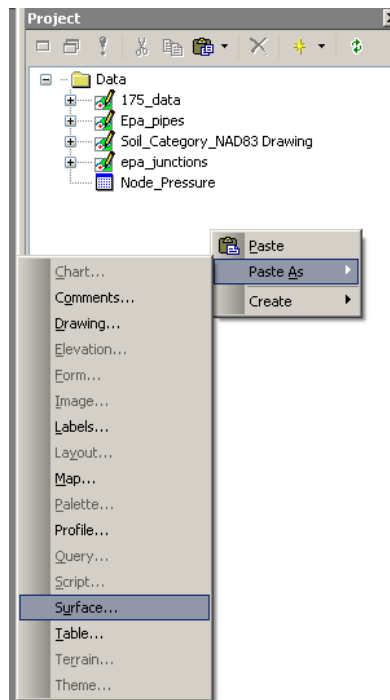 Project
Data
175_data
Epa_pipes
Soil_Category_NAD83 Drawing
epa_junctions
Node_Pressure
Paste
Paste As
Create
Chart...
Comments...
Drawing...
Elevation...
Form...
Image...
Labels...
Layout...
Map...
Palette...
Profile...
Query...
Script...
Surface...
Table...
Terrain...
Theme...